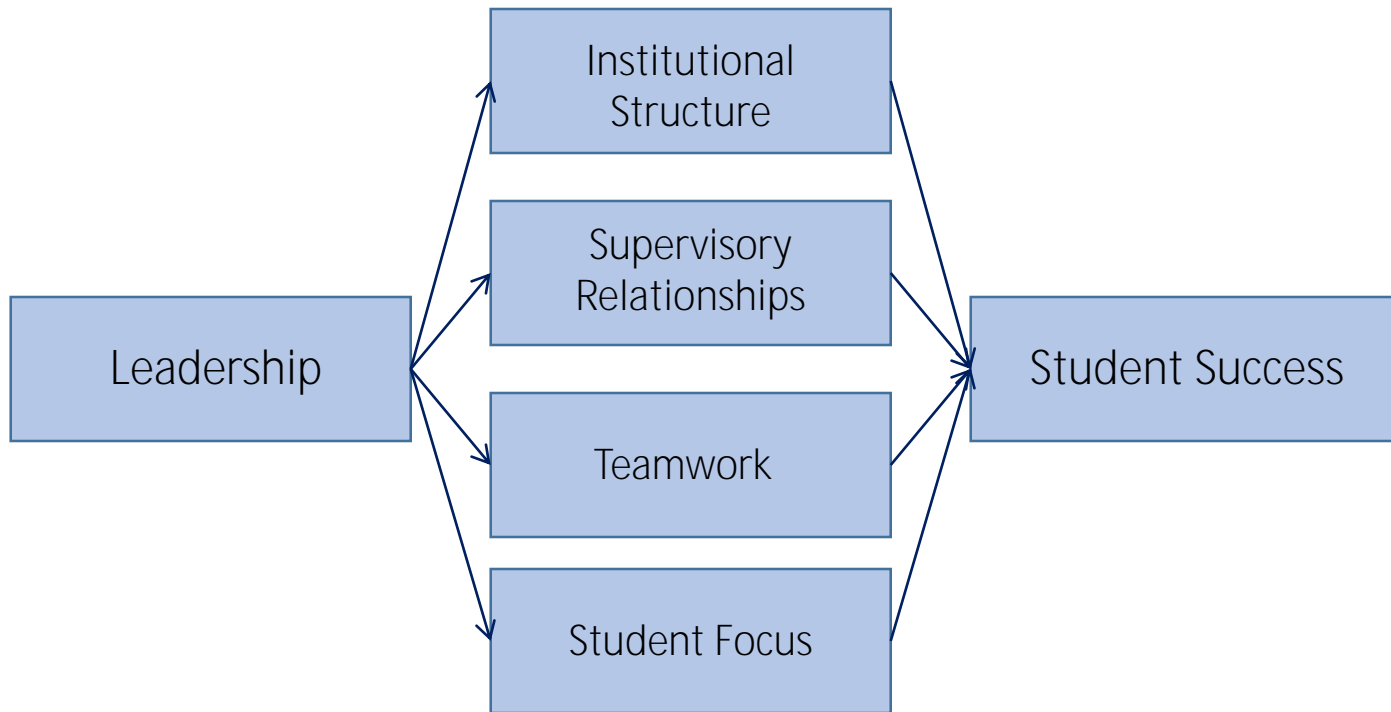 Institutional
Structure
Supervisory
Relationships
Leadership
Student Success
Teamwork
Student Focus